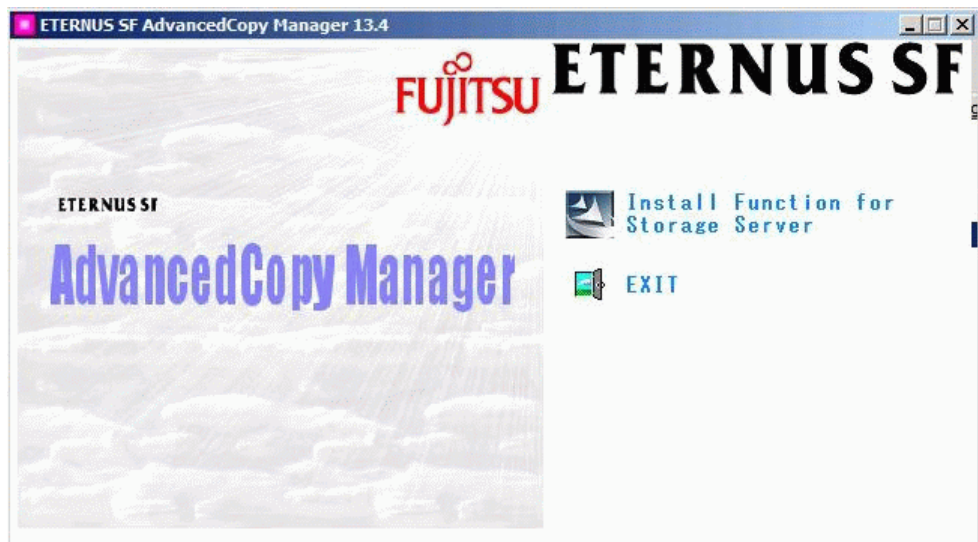 ETERNUS SF AdvancedCopy Manager 13.4
FUJITSU ETERNUS SF
ETERNUS SF
AdvancedCopy Manager
Install Function for
Storage Server
EXIT